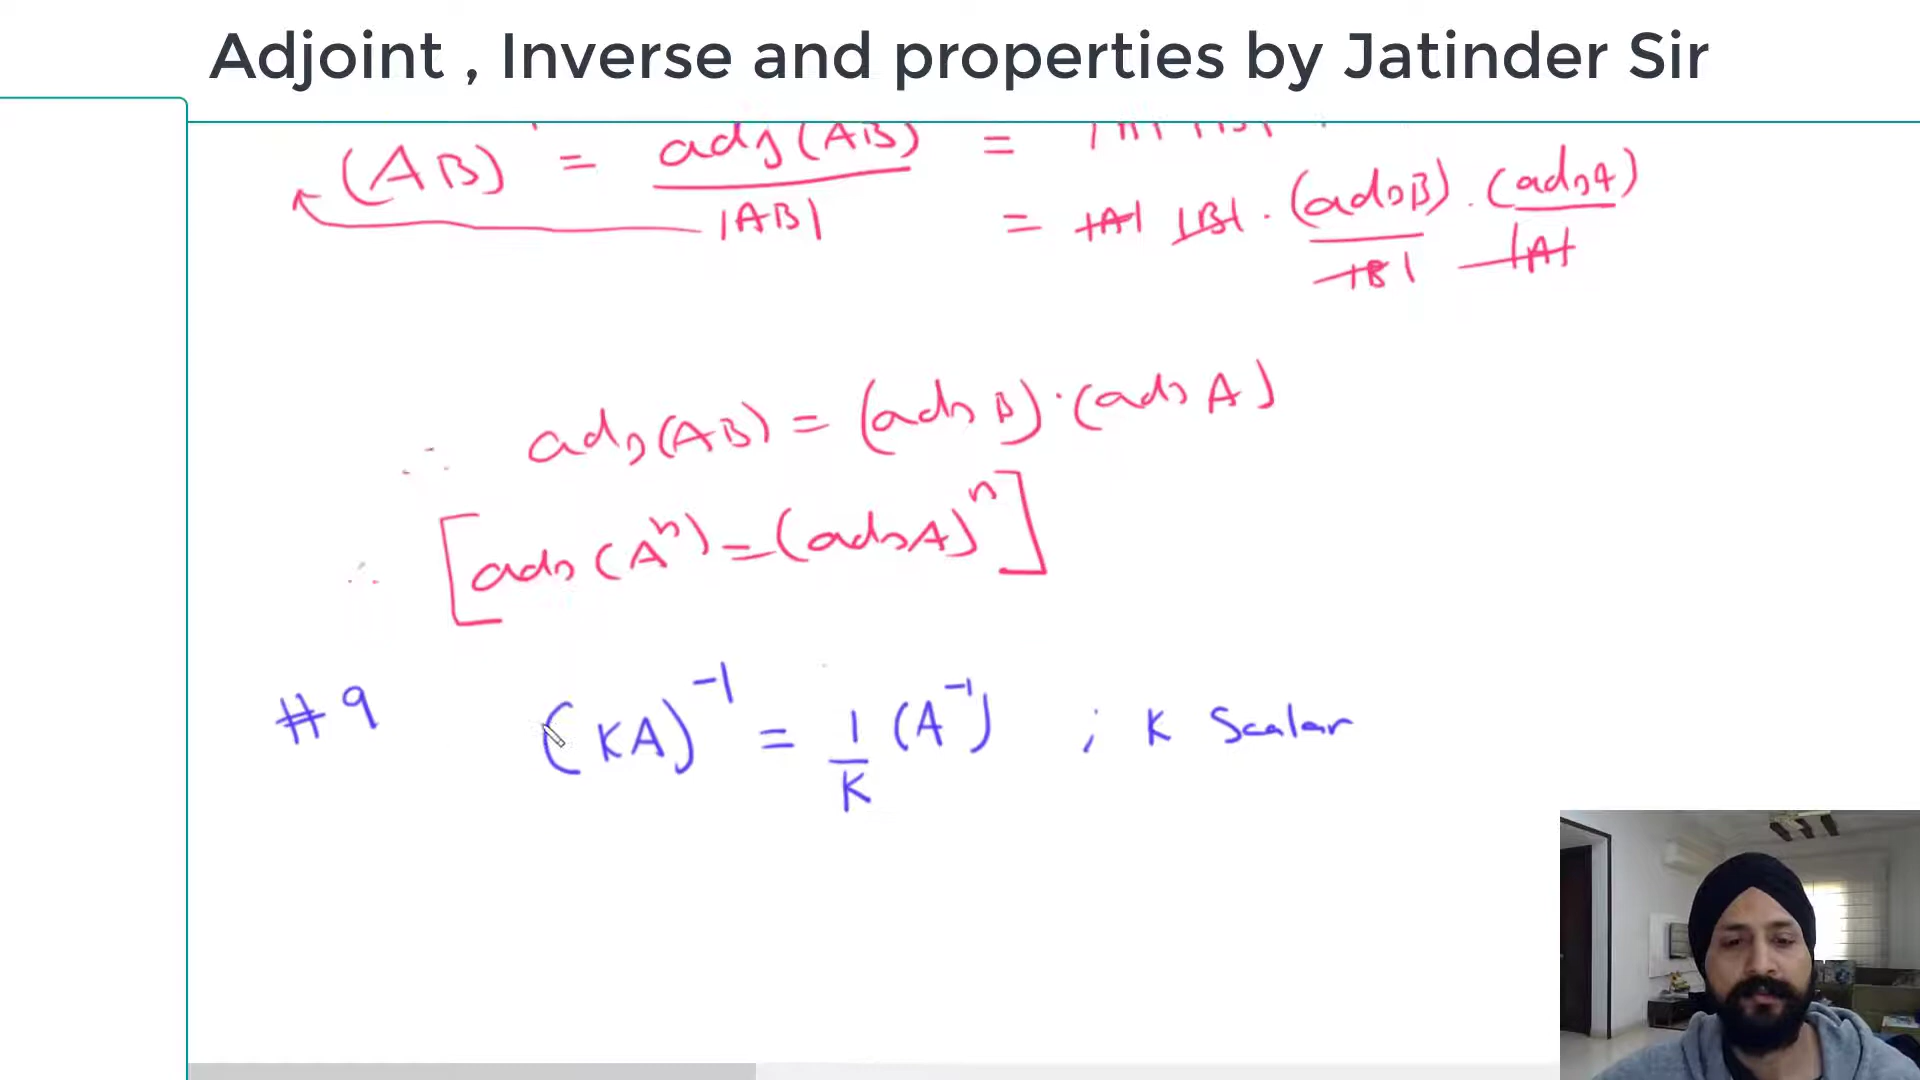 Adjoint , Inverse and properties by Jatinder Sir
(AB) = adj(AB) / |AB| =
= |A| |B| · (adjB) / |B| · (adjA) / |A|
∴ adj(AB) = (adj B)·(adj A)
∴ [adj(Aⁿ) = (adjA)ⁿ]
#9 (KA)⁻¹ = 1/K (A⁻¹) ; K Scalar